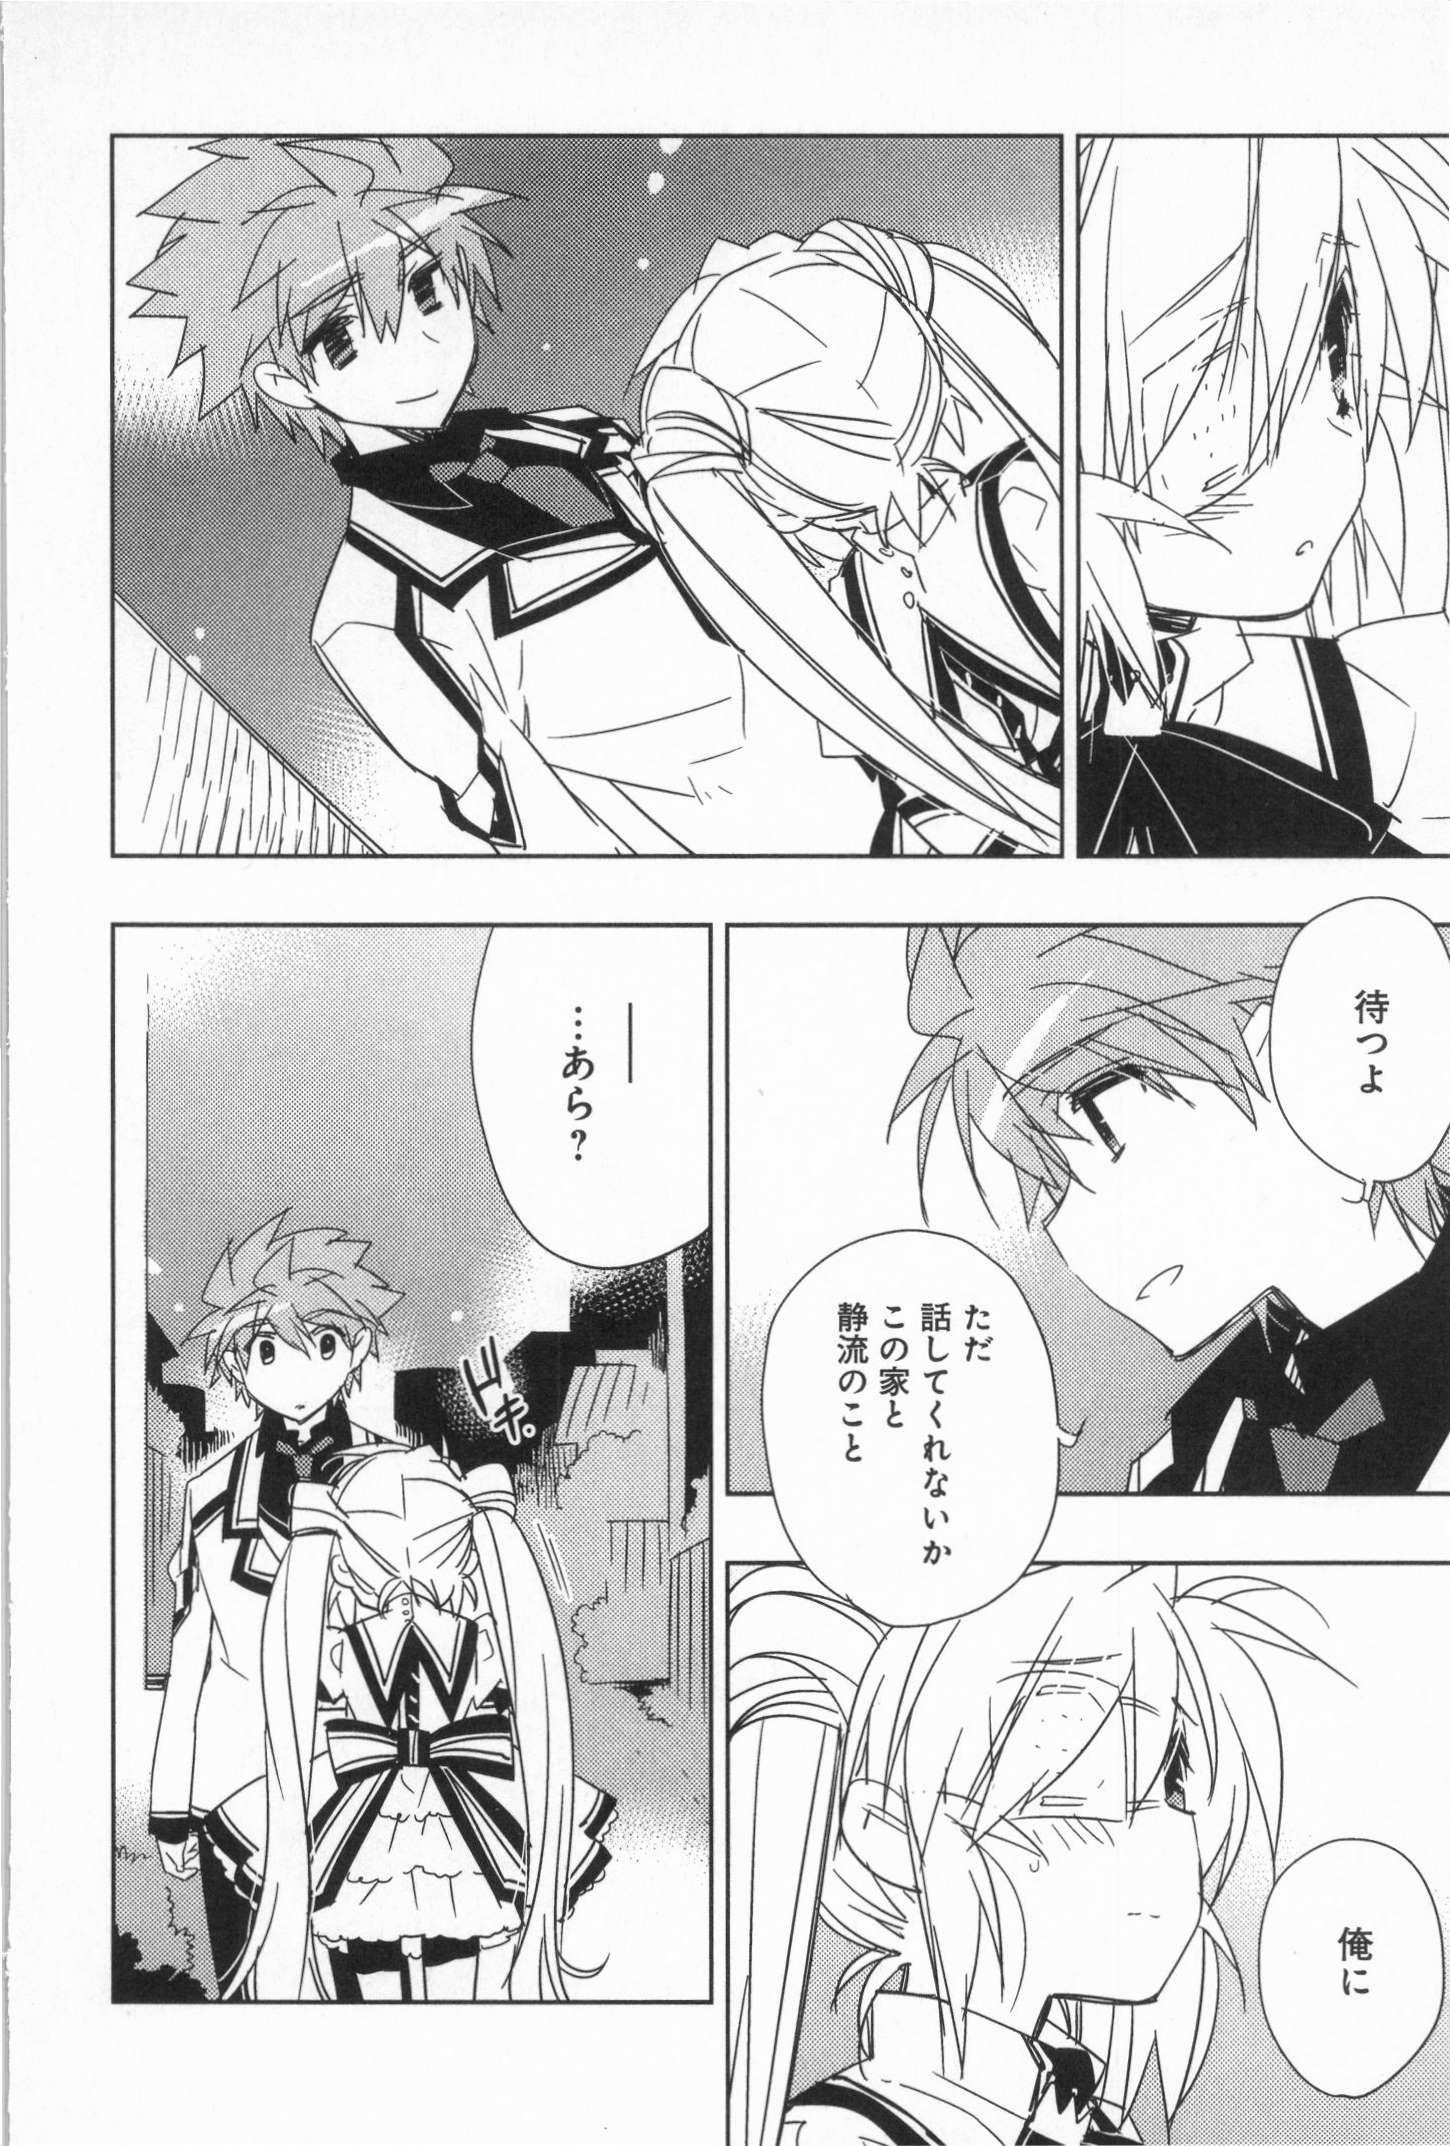 待つよ
ただ
話してくれないか
この家と
静流のこと
俺に
――
…あら?
ドキ。